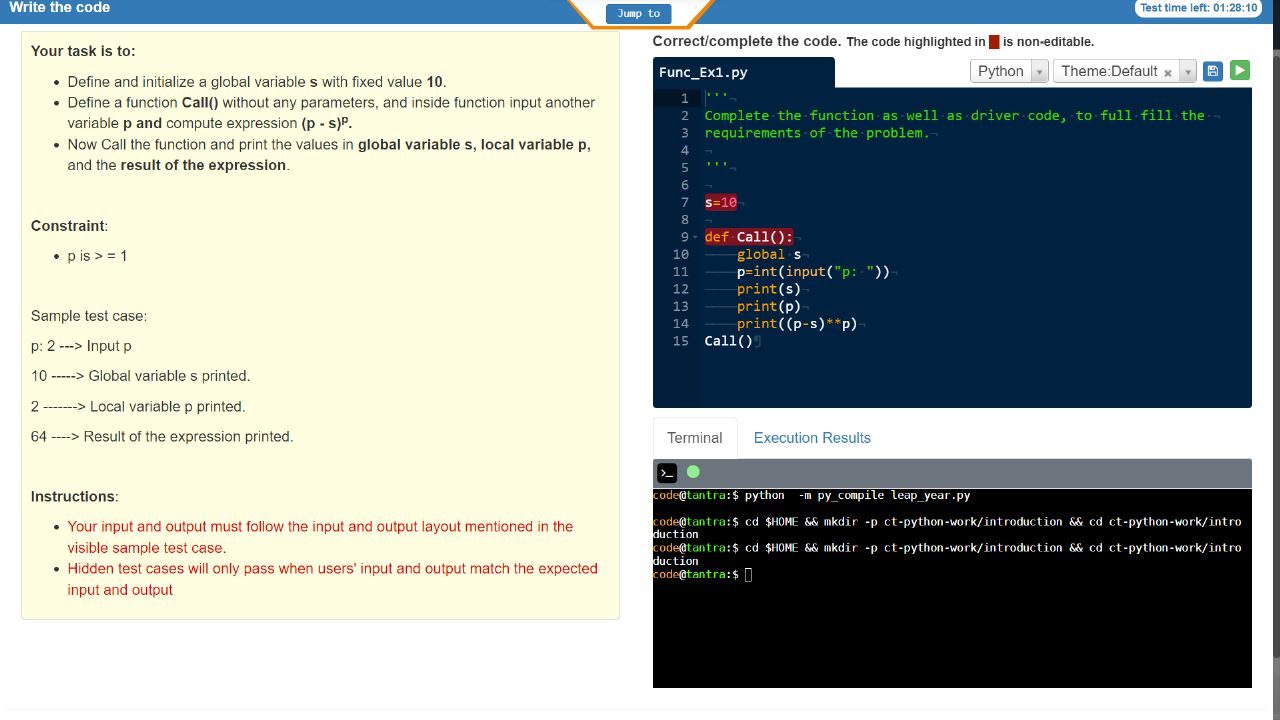 Write the code
Jump to
Test time left: 01:28:10
Your task is to:
• Define and initialize a global variable s with fixed value 10.
• Define a function Call() without any parameters, and inside function input another
variable p and compute expression (p - s)ᵖ.
• Now Call the function and print the values in global variable s, local variable p,
and the result of the expression.
Constraint:
• p is > = 1
Sample test case:
p: 2 ---> Input p
10 -----> Global variable s printed.
2 -------> Local variable p printed.
64 ----> Result of the expression printed.
Instructions:
• Your input and output must follow the input and output layout mentioned in the
visible sample test case.
• Hidden test cases will only pass when users' input and output match the expected
input and output
Correct/complete the code. The code highlighted in is non-editable.
Func_Ex1.py
Python
Theme:Default ×
1 '''
2 Complete the function as well as driver code, to full fill the
3 requirements of the problem.
4
5 '''
6
7 s=10
8
9 def Call():
10 global s
11 p=int(input("p: "))
12 print(s)
13 print(p)
14 print((p-s)**p)
15 Call()
Terminal
Execution Results
>_
code@tantra:$ python  -m py_compile leap_year.py
code@tantra:$ cd $HOME && mkdir -p ct-python-work/introduction && cd ct-python-work/intro
duction
code@tantra:$ cd $HOME && mkdir -p ct-python-work/introduction && cd ct-python-work/intro
duction
code@tantra:$